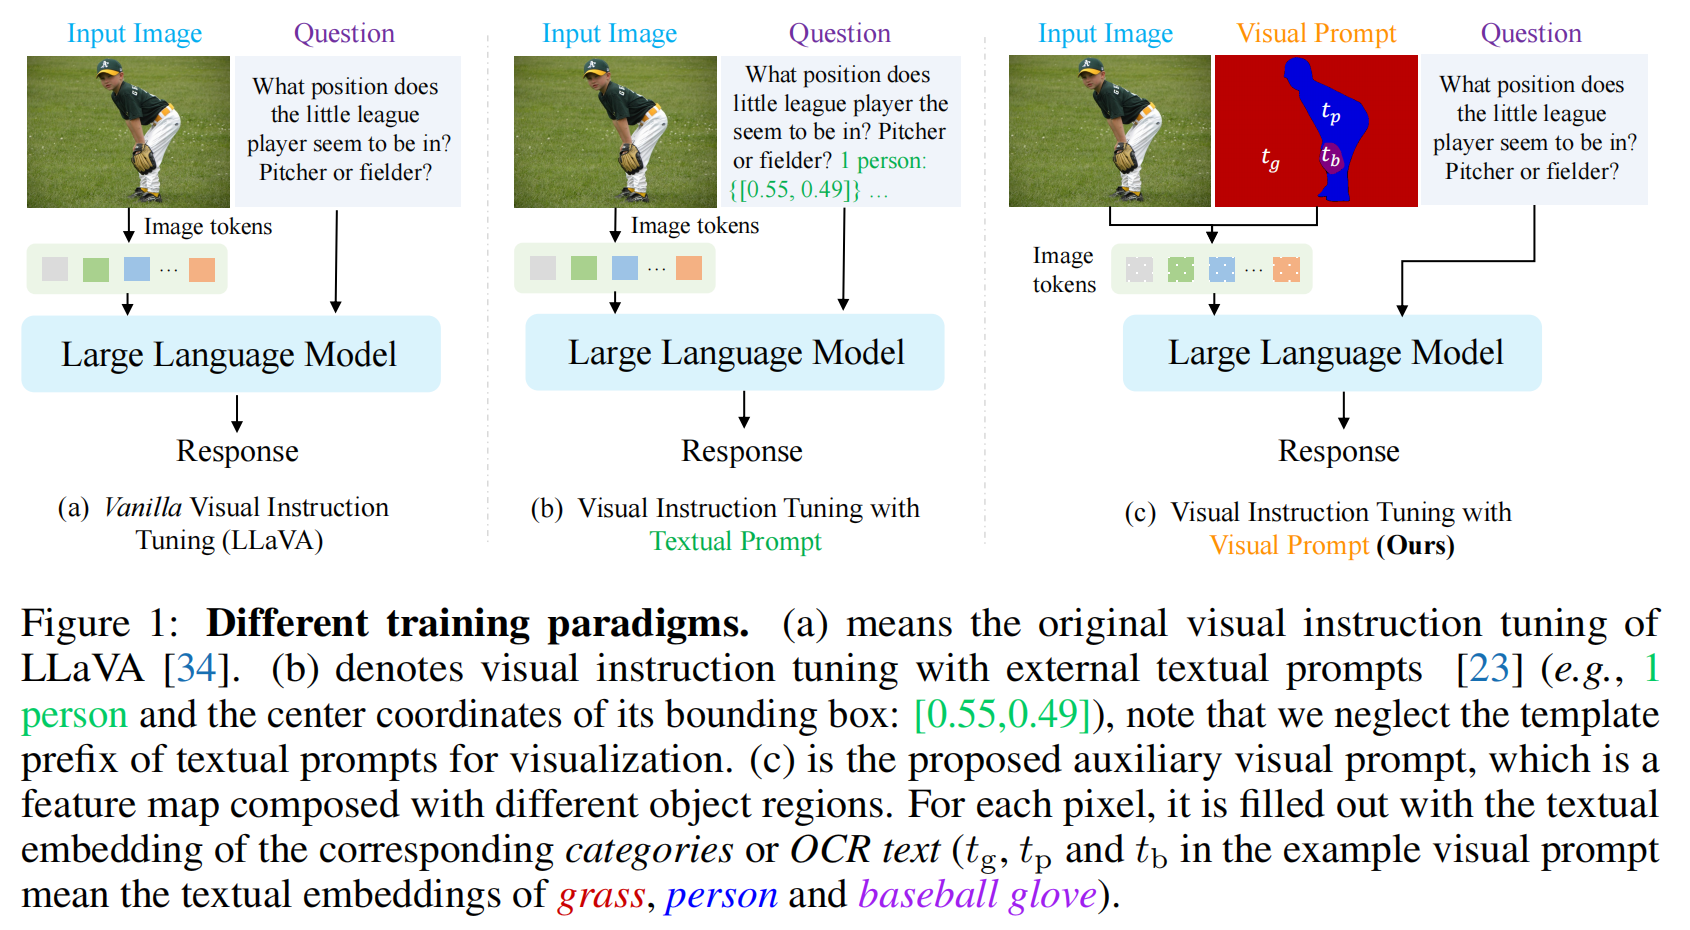 Input Image
Question
What position does
the little league
player seem to be in?
Pitcher or fielder?
Image tokens
...
Large Language Model
Response
(a) Vanilla Visual Instruction
Tuning (LLaVA)
Input Image
Question
What position does
little league player the
seem to be in? Pitcher
or fielder? 1 person:
{[0.55, 0.49]} ...
Image tokens
...
Large Language Model
Response
(b) Visual Instruction Tuning with
Textual Prompt
Input Image
Visual Prompt
Question
t_p
t_g
t_b
What position does
the little league
player seem to be in?
Pitcher or fielder?
Image
tokens
...
Large Language Model
Response
(c) Visual Instruction Tuning with
Visual Prompt (Ours)
Figure 1: Different training paradigms. (a) means the original visual instruction tuning of
LLaVA [34]. (b) denotes visual instruction tuning with external textual prompts [23] (e.g., 1
person and the center coordinates of its bounding box: [0.55,0.49]), note that we neglect the template
prefix of textual prompts for visualization. (c) is the proposed auxiliary visual prompt, which is a
feature map composed with different object regions. For each pixel, it is filled out with the textual
embedding of the corresponding categories or OCR text (t_g, t_p and t_b in the example visual prompt
mean the textual embeddings of grass, person and baseball glove).